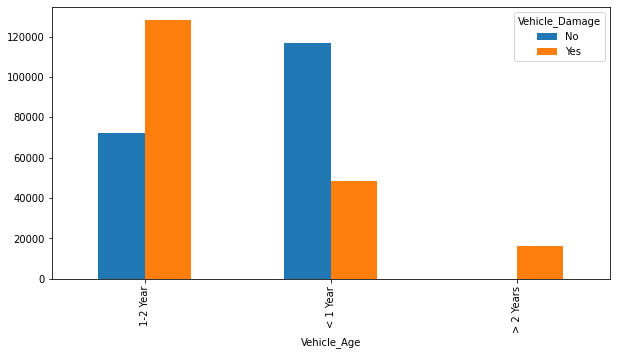 Vehicle_Damage
No
Yes
120000
100000
80000
60000
40000
20000
0
1-2 Year
< 1 Year
> 2 Years
Vehicle_Age